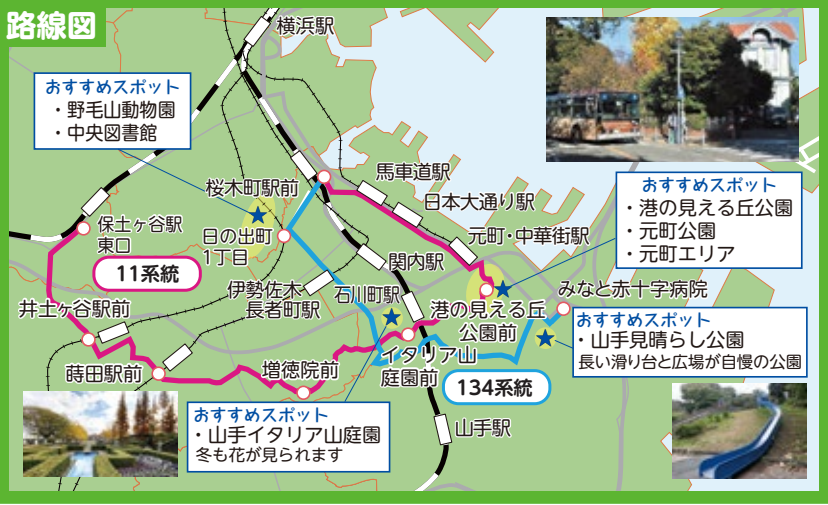 路線図
横浜駅
おすすめスポット
・野毛山動物園
・中央図書館
桜木町駅前
馬車道駅
日本大通り駅
元町・中華街駅
おすすめスポット
・港の見える丘公園
・元町公園
・元町エリア
保土ヶ谷駅
東口
日の出町
1丁目
11系統
関内駅
伊勢佐木
長者町駅
石川町駅
港の見える丘
公園前
みなと赤十字病院
井土ヶ谷駅前
おすすめスポット
・山手見晴らし公園
長い滑り台と広場が自慢の公園
イタリア山
庭園前
蒔田駅前
増徳院前
134系統
おすすめスポット
・山手イタリア山庭園
冬も花が見られます
山手駅